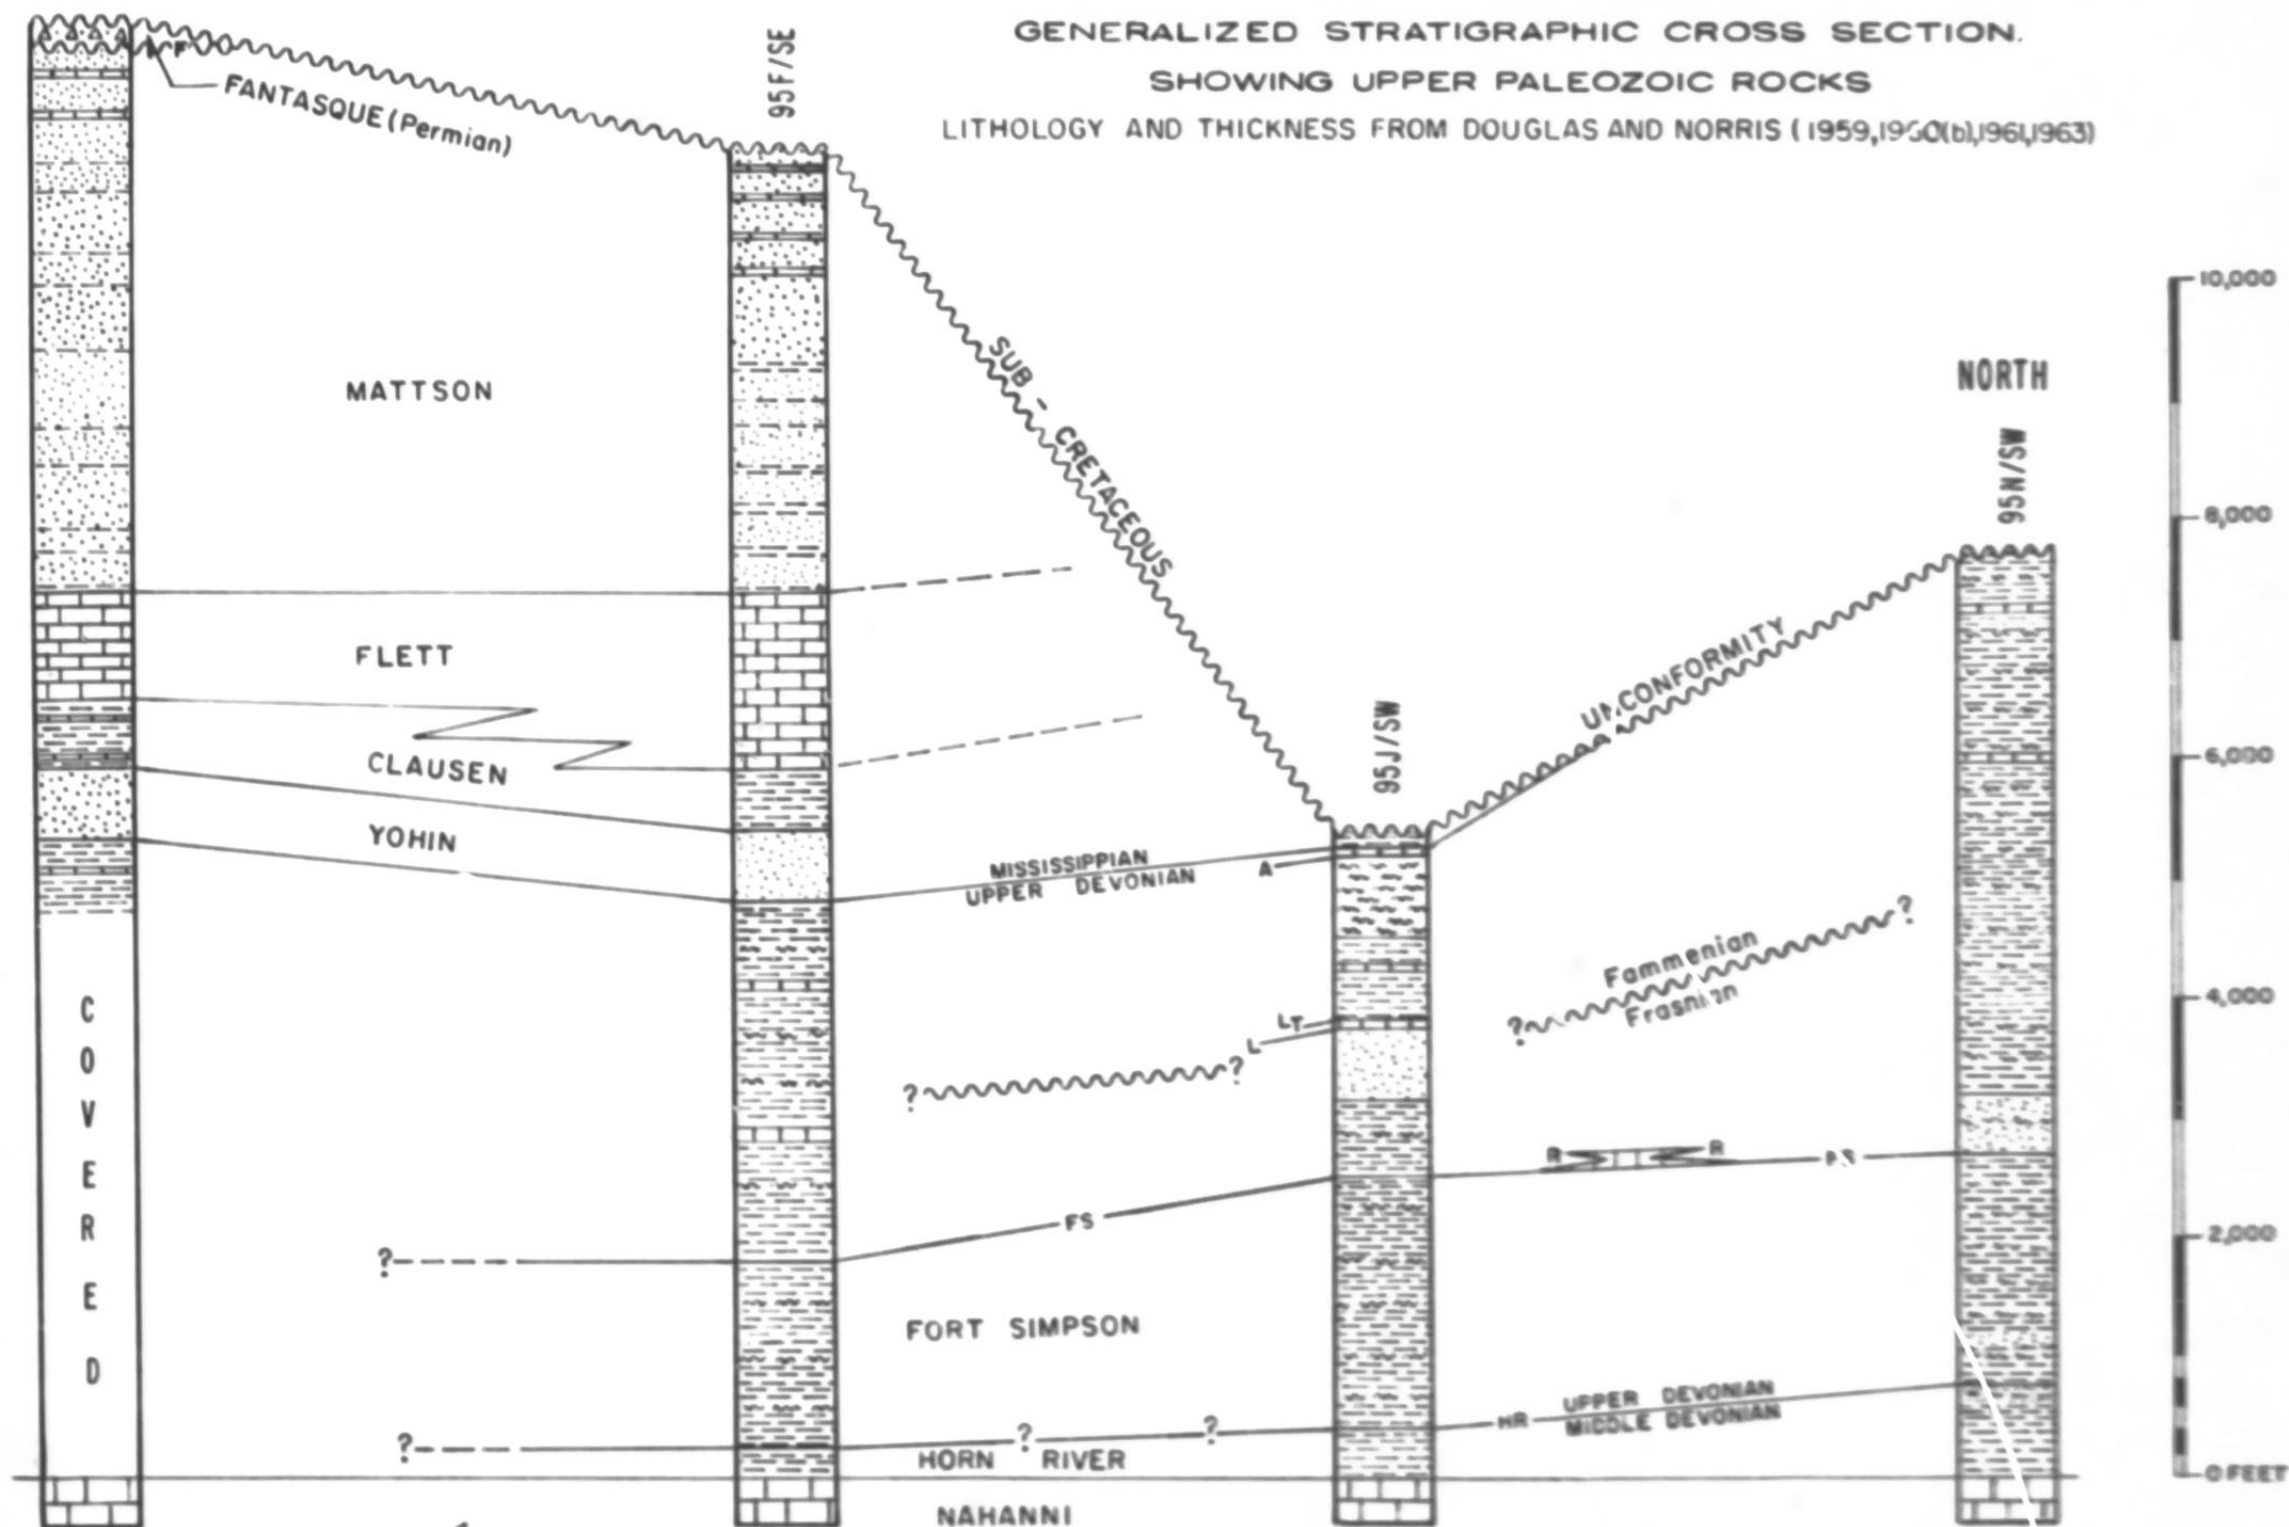 GENERALIZED STRATIGRAPHIC CROSS SECTION.
SHOWING UPPER PALEOZOIC ROCKS
LITHOLOGY AND THICKNESS FROM DOUGLAS AND NORRIS (1959,1960(b),1961,1963)
F
FANTASQUE (Permian)
95F/SE
10,000
NORTH
MATTSON
SUB - CRETACEOUS
95N/SW
8,000
FLETT
UNCONFORMITY
95J/SW
CLAUSEN
6,000
YOHIN
MISSISSIPPIAN
A
UPPER DEVONIAN
?
Fammenian
COVERED
4,000
LT
Frasnian
?
L
? ?
R R
FS
FS
2,000
?
FORT SIMPSON
UPPER DEVONIAN
HR
MIDDLE DEVONIAN
? ? ?
HORN RIVER
0 FEET
NAHANNI